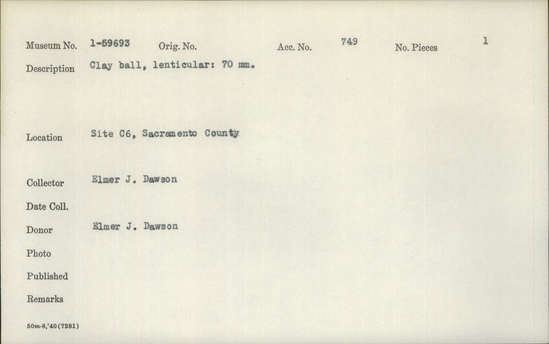 Museum No. 1-59693 Orig. No. Acc. No. 749 No. Pieces 1
Description Clay ball, lenticular: 70 mm.
Location Site C6, Sacramento County
Collector Elmer J. Dawson
Date Coll.
Donor Elmer J. Dawson
Photo
Published
Remarks
50m-8,'40(7281)